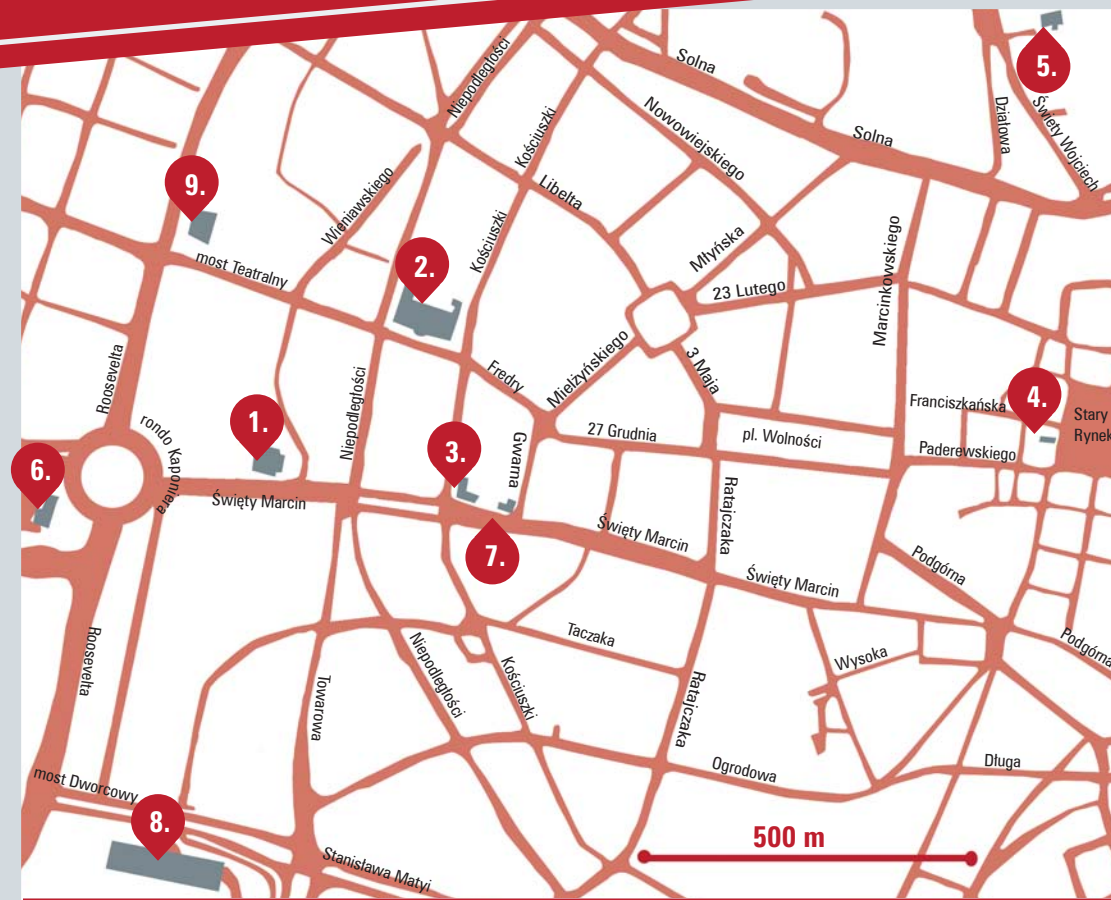 Solna
5.
Niepodległości
Nowowiejskiego
Działowa
Święty Wojciech
Kościuszki
Solna
9.
Wieniawskiego
Libelta
Kościuszki
Młyńska
Marcinkowskiego
most Teatralny
2.
23 Lutego
Roosevelta
Niepodległości
Fredry
Mielżyńskiego
3 Maja
Franciszkańska
4.
Stary
Rynek
rondo Kaponiera
1.
Gwarna
27 Grudnia
pl. Wolności
Paderewskiego
6.
3.
Święty Marcin
Ratajczaka
Święty Marcin
7.
Podgórna
Święty Marcin
Roosevelta
Niepodległości
Taczaka
Kościuszki
Wysoka
Podgórna
Towarowa
Ratajczaka
most Dworcowy
Ogrodowa
Długa
8.
500 m
Stanisława Matyi